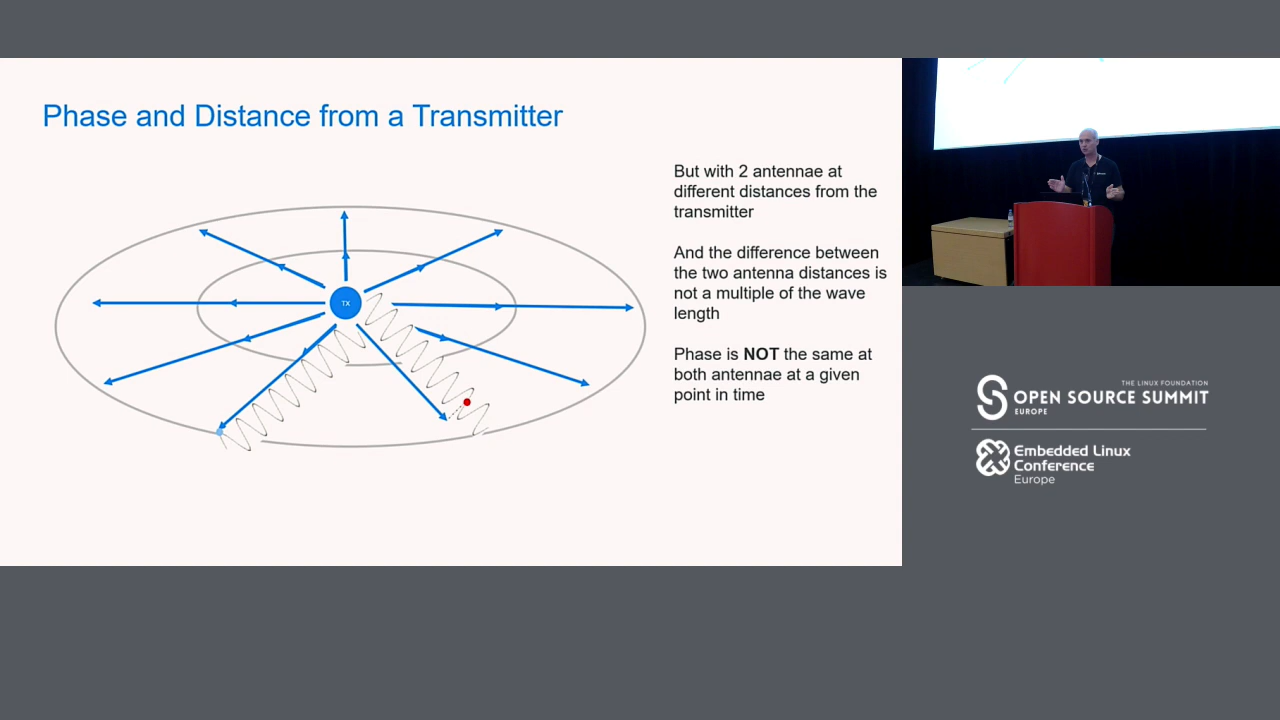 Phase and Distance from a Transmitter
But with 2 antennae at
different distances from the
transmitter
And the difference between
the two antenna distances is
not a multiple of the wave
length
Phase is NOT the same at
both antennae at a given
point in time
TX
THE LINUX FOUNDATION
OPEN SOURCE SUMMIT
EUROPE
Embedded Linux
Conference
Europe